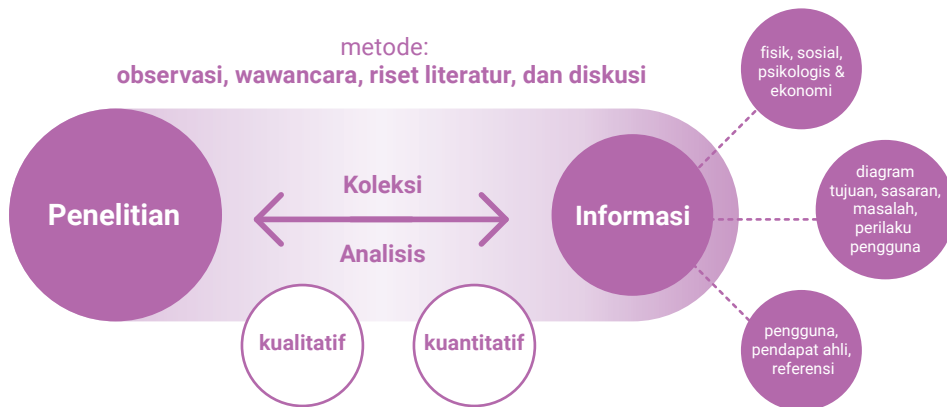 metode:
observasi, wawancara, riset literatur, dan diskusi
Penelitian
Koleksi
Analisis
kualitatif
kuantitatif
Informasi
fisik, sosial,
psikologis &
ekonomi
diagram
tujuan, sasaran,
masalah,
perilaku
pengguna
pengguna,
pendapat ahli,
referensi